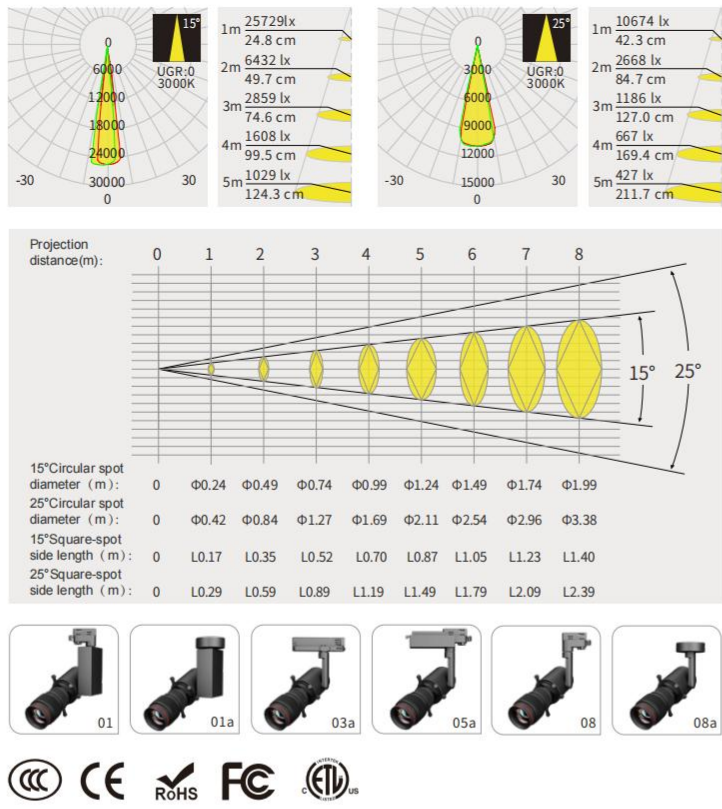 15°
UGR:0
3000K
0
6000
12000
18000
24000
30000
-30
30
0
1m 25729lx
24.8 cm
2m 6432 lx
49.7 cm
3m 2859 lx
74.6 cm
4m 1608 lx
99.5 cm
5m 1029 lx
124.3 cm
25°
UGR:0
3000K
0
3000
6000
9000
12000
15000
-30
30
0
1m 10674 lx
42.3 cm
2m 2668 lx
84.7 cm
3m 1186 lx
127.0 cm
4m 667 lx
169.4 cm
5m 427 lx
211.7 cm
Projection
distance(m): 0 1 2 3 4 5 6 7 8
15° 25°
15°Circular spot
diameter（m）: 0 Φ0.24 Φ0.49 Φ0.74 Φ0.99 Φ1.24 Φ1.49 Φ1.74 Φ1.99
25°Circular spot
diameter（m）: 0 Φ0.42 Φ0.84 Φ1.27 Φ1.69 Φ2.11 Φ2.54 Φ2.96 Φ3.38
15°Square-spot
side length（m）: 0 L0.17 L0.35 L0.52 L0.70 L0.87 L1.05 L1.23 L1.40
25°Square-spot
side length（m）: 0 L0.29 L0.59 L0.89 L1.19 L1.49 L1.79 L2.09 L2.39
01 01a 03a 05a 08 08a
CCC CE RoHS FC c INTERTEK ETL LISTED US